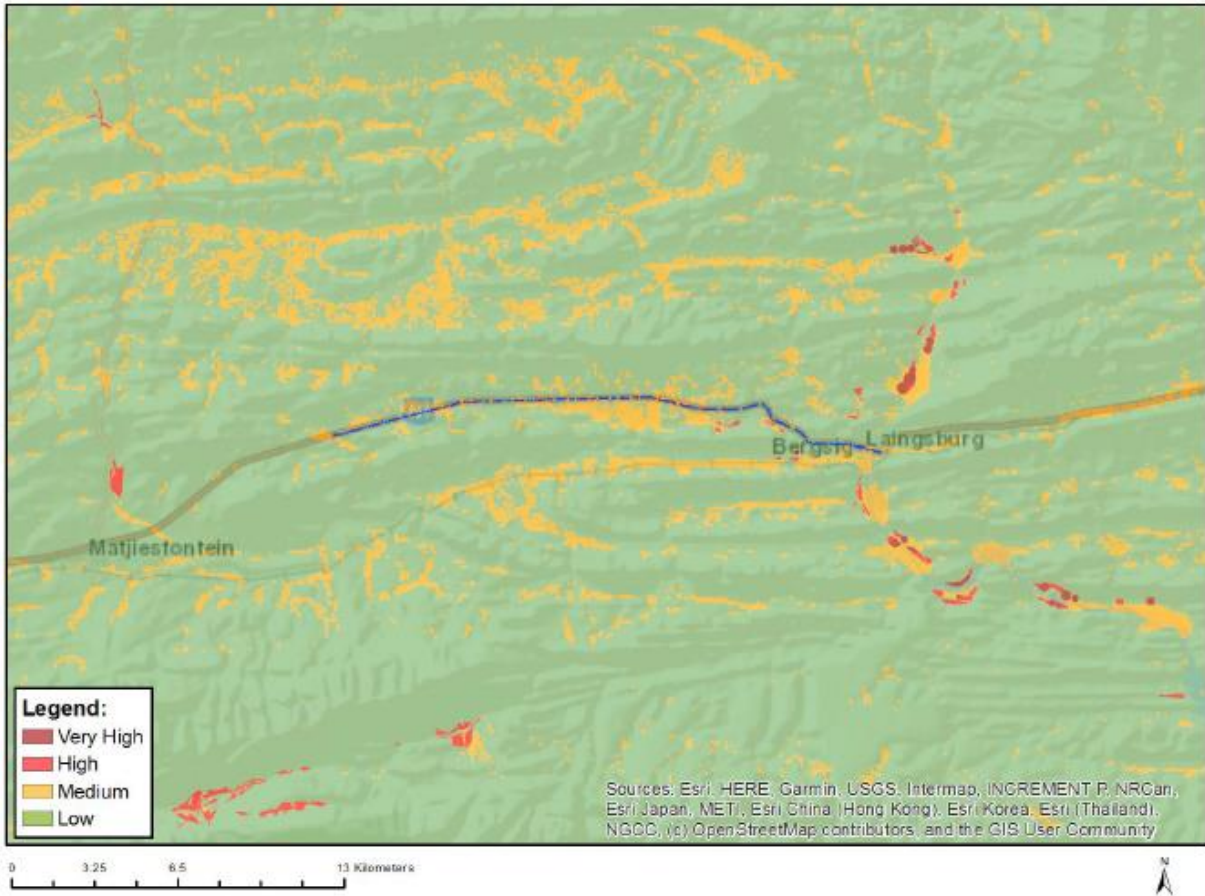 Bergsig
Laingsburg
Matjiesfontein
Legend:
Very High
High
Medium
Low
Sources: Esri, HERE, Garmin, USGS, Intermap, INCREMENT P, NRCan,
Esri Japan, METI, Esri China (Hong Kong), Esri Korea, Esri (Thailand),
NGCC, (c) OpenStreetMap contributors, and the GIS User Community
0 3.25 6.5 13 Kilometers
N